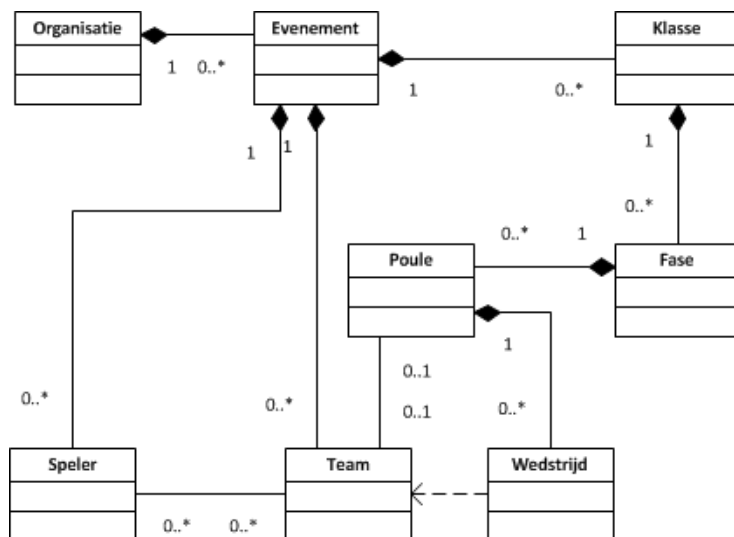 Organisatie
Evenement
Klasse
1
0..*
1
0..*
1
1
1
0..*
0..*
1
Poule
Fase
1
0..1
0..*
0..*
0..1
0..*
Speler
Team
Wedstrijd
0..*
0..*